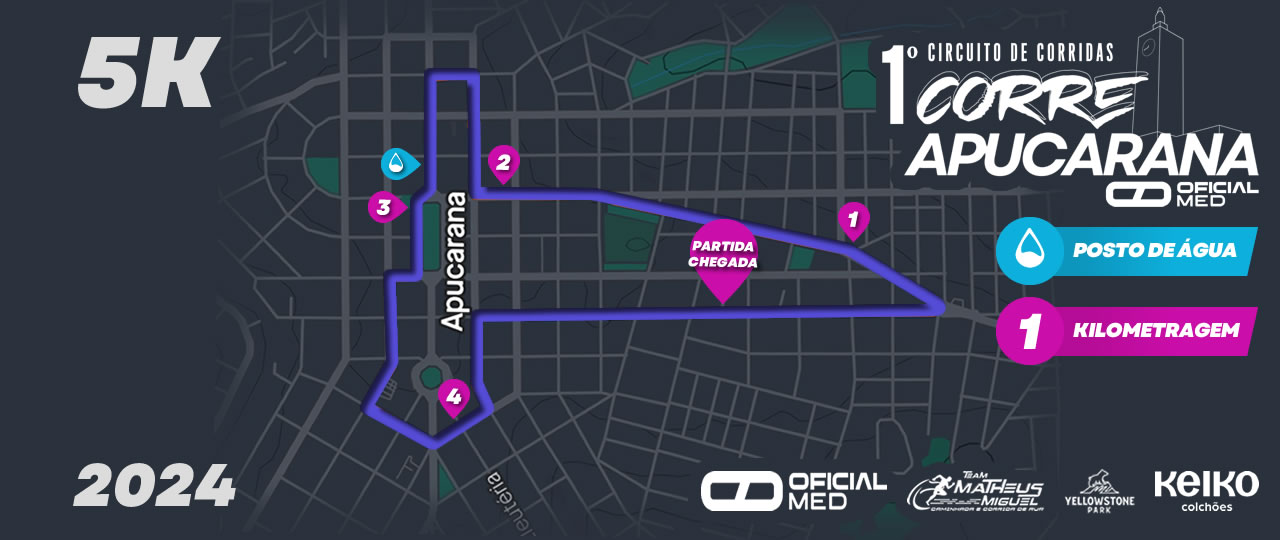 5K
1º CIRCUITO DE CORRIDAS
CORRE
APUCARANA
OFICIAL
MED
POSTO DE ÁGUA
1
KILOMETRAGEM
2
3
1
PARTIDA
CHEGADA
Apucarana
4
2024
OFICIAL
MED
TEAM
MATHEUS
MIGUEL
CAMINHADA E CORRIDA DE RUA
YELLOWSTONE
PARK
KEIKO
colchões